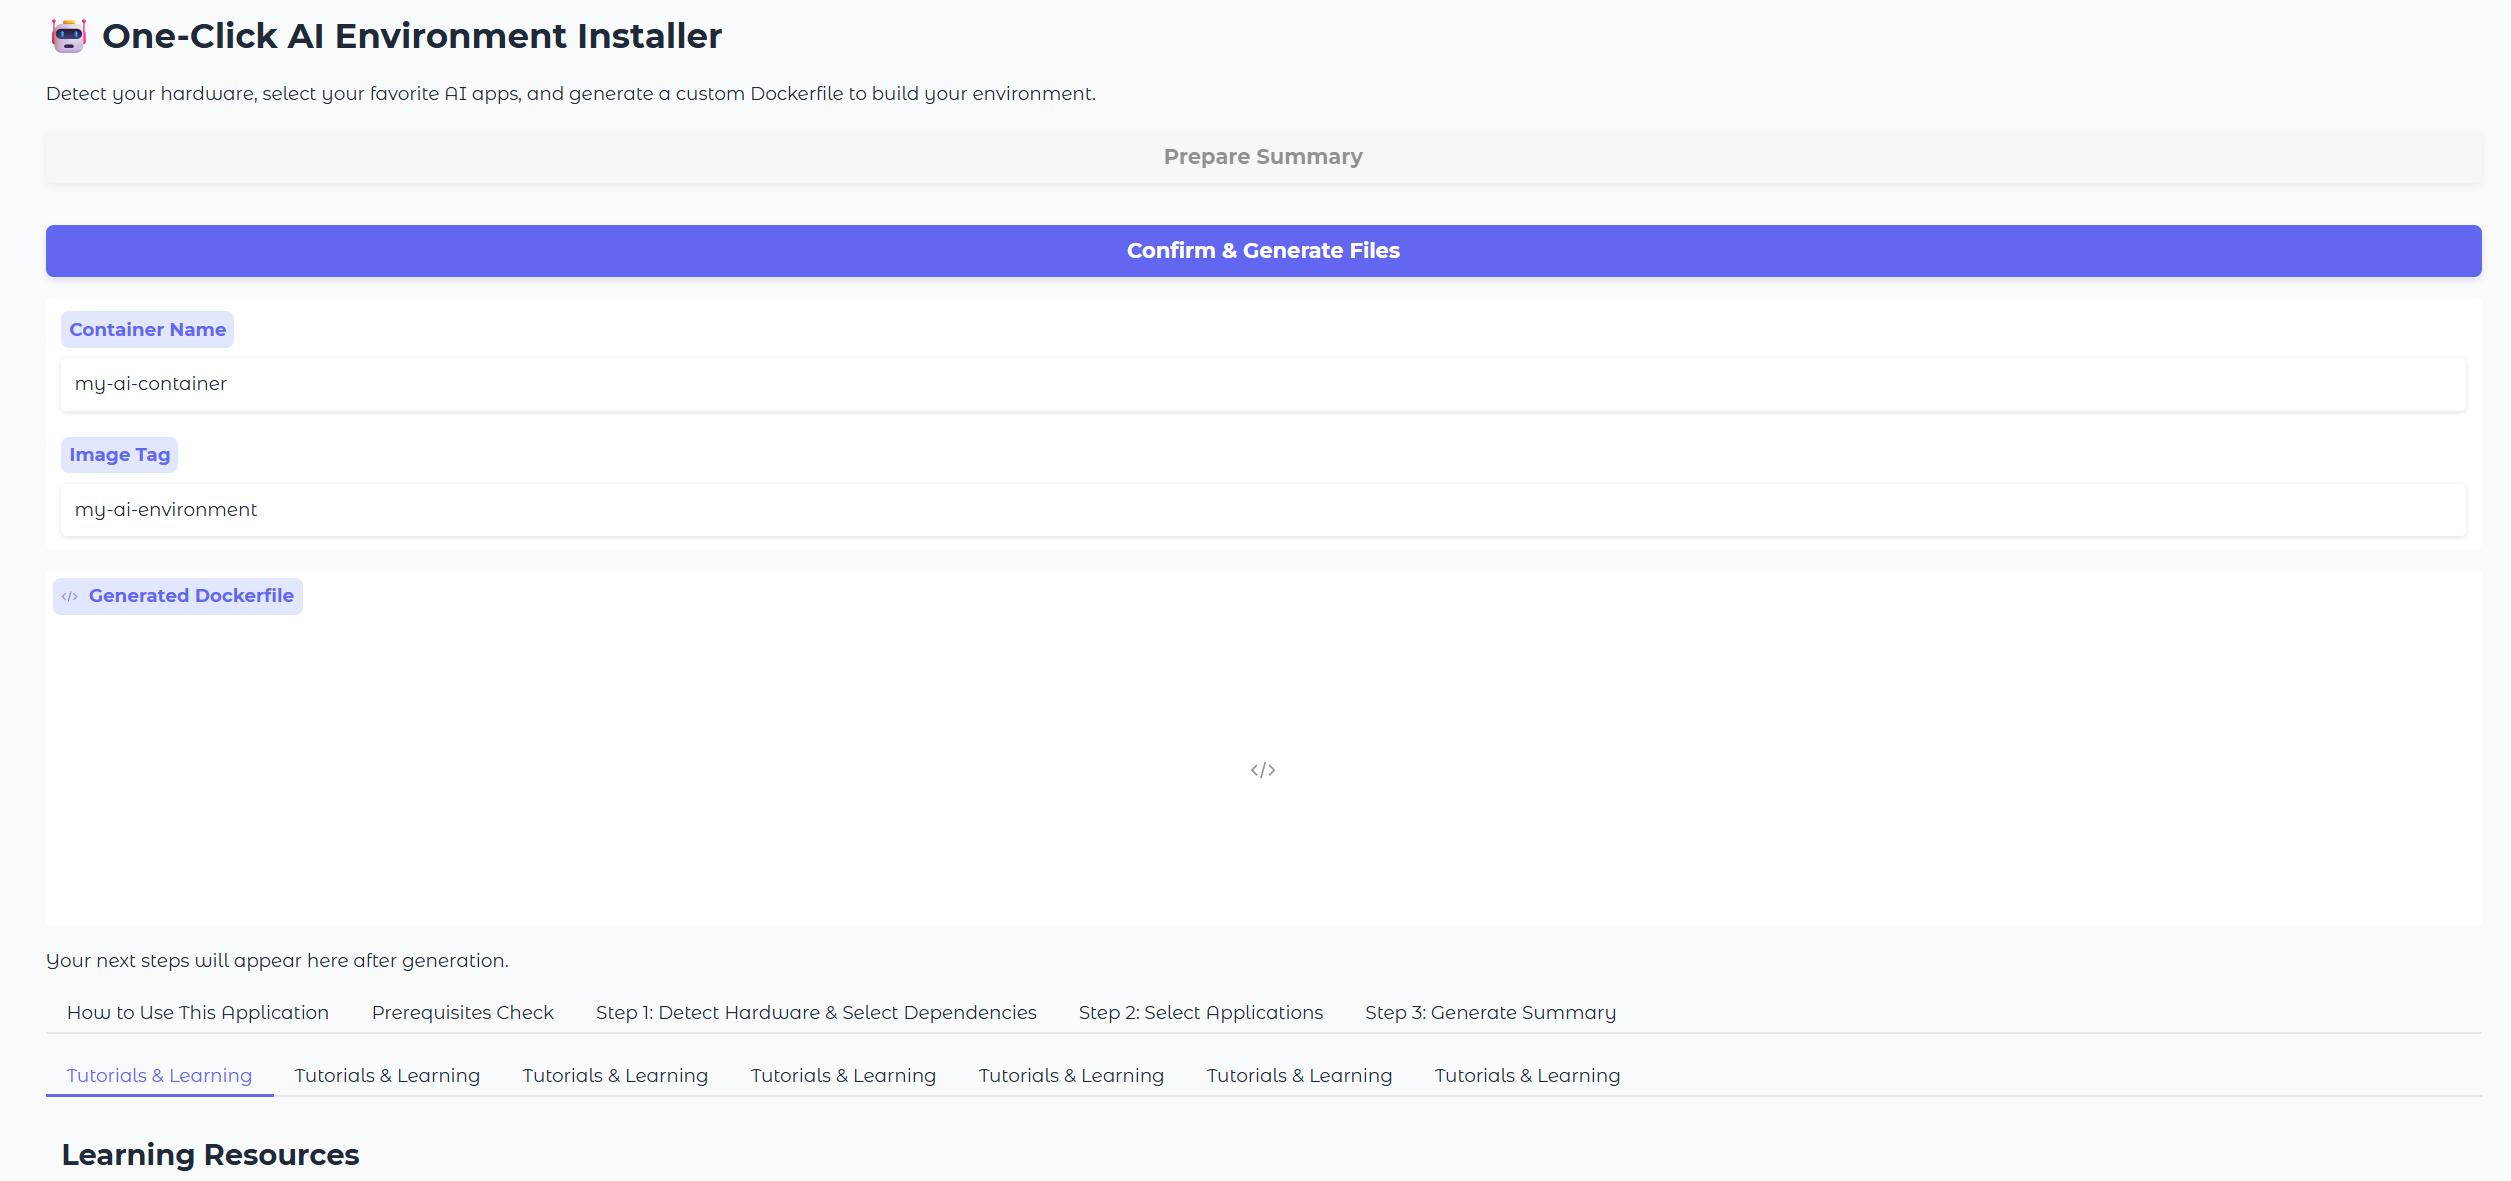 One-Click AI Environment Installer
Detect your hardware, select your favorite AI apps, and generate a custom Dockerfile to build your environment.
Prepare Summary
Confirm & Generate Files
Container Name
my-ai-container
Image Tag
my-ai-environment
</> Generated Dockerfile
</>
Your next steps will appear here after generation.
How to Use This Application Prerequisites Check Step 1: Detect Hardware & Select Dependencies Step 2: Select Applications Step 3: Generate Summary
Tutorials & Learning Tutorials & Learning Tutorials & Learning Tutorials & Learning Tutorials & Learning Tutorials & Learning Tutorials & Learning
Learning Resources